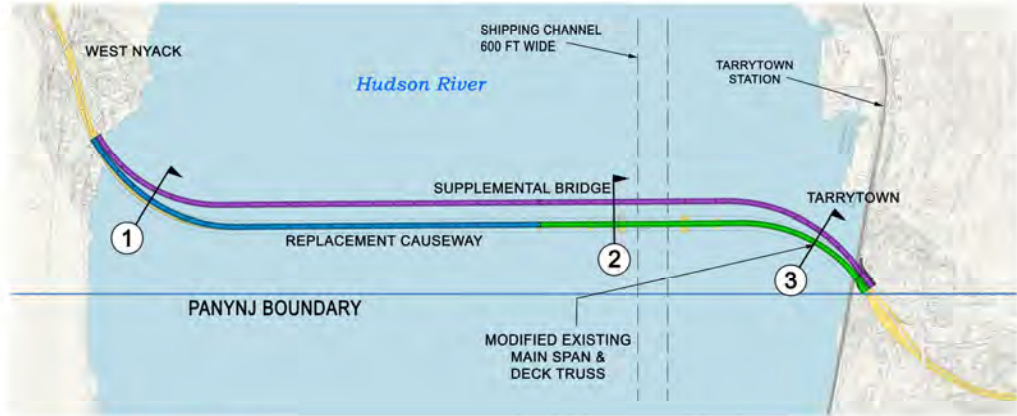 WEST NYACK
SHIPPING CHANNEL
600 FT WIDE
Hudson River
TARRYTOWN
STATION
SUPPLEMENTAL BRIDGE
TARRYTOWN
1
REPLACEMENT CAUSEWAY
2
3
PANYNJ BOUNDARY
MODIFIED EXISTING
MAIN SPAN &
DECK TRUSS